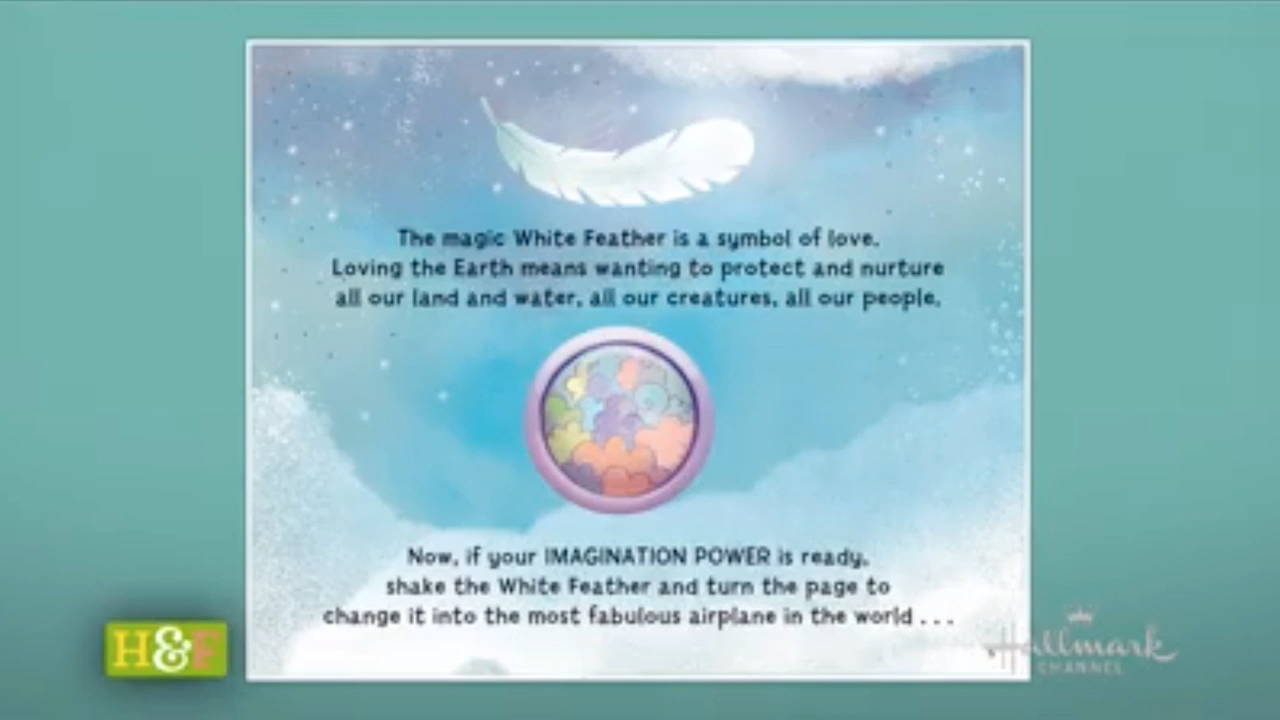 The magic White Feather is a symbol of love.
Loving the Earth means wanting to protect and nurture
all our land and water, all our creatures, all our people.
Now, if your IMAGINATION POWER is ready,
shake the White Feather and turn the page to
change it into the most fabulous airplane in the world . . .
H&F
Hallmark
CHANNEL